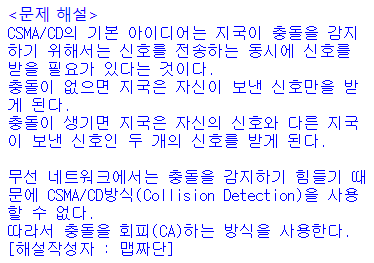 <문제 해설>
CSMA/CD의 기본 아이디어는 지국이 충돌을 감지
하기 위해서는 신호를 전송하는 동시에 신호를
받을 필요가 있다는 것이다.
충돌이 없으면 지국은 자신이 보낸 신호만을 받
게 된다.
충돌이 생기면 지국은 자신의 신호와 다른 지국
이 보낸 신호인 두 개의 신호를 받게 된다.
무선 네트워크에서는 충돌을 감지하기 힘들기 때
문에 CSMA/CD방식(Collision Detection)을 사용
할 수 없다.
따라서 충돌을 회피(CA)하는 방식을 사용한다.
[해설작성자 : 맵짜단]